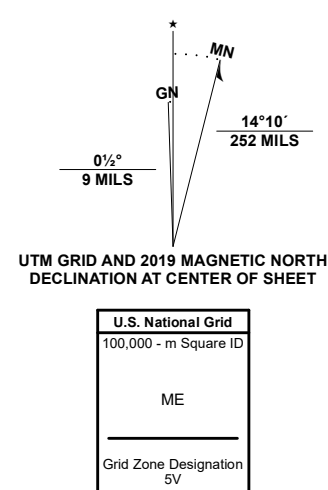 ★
MN
GN
14°10´
252 MILS
0½°
9 MILS
UTM GRID AND 2019 MAGNETIC NORTH
DECLINATION AT CENTER OF SHEET
U.S. National Grid
100,000 - m Square ID
ME
Grid Zone Designation
5V